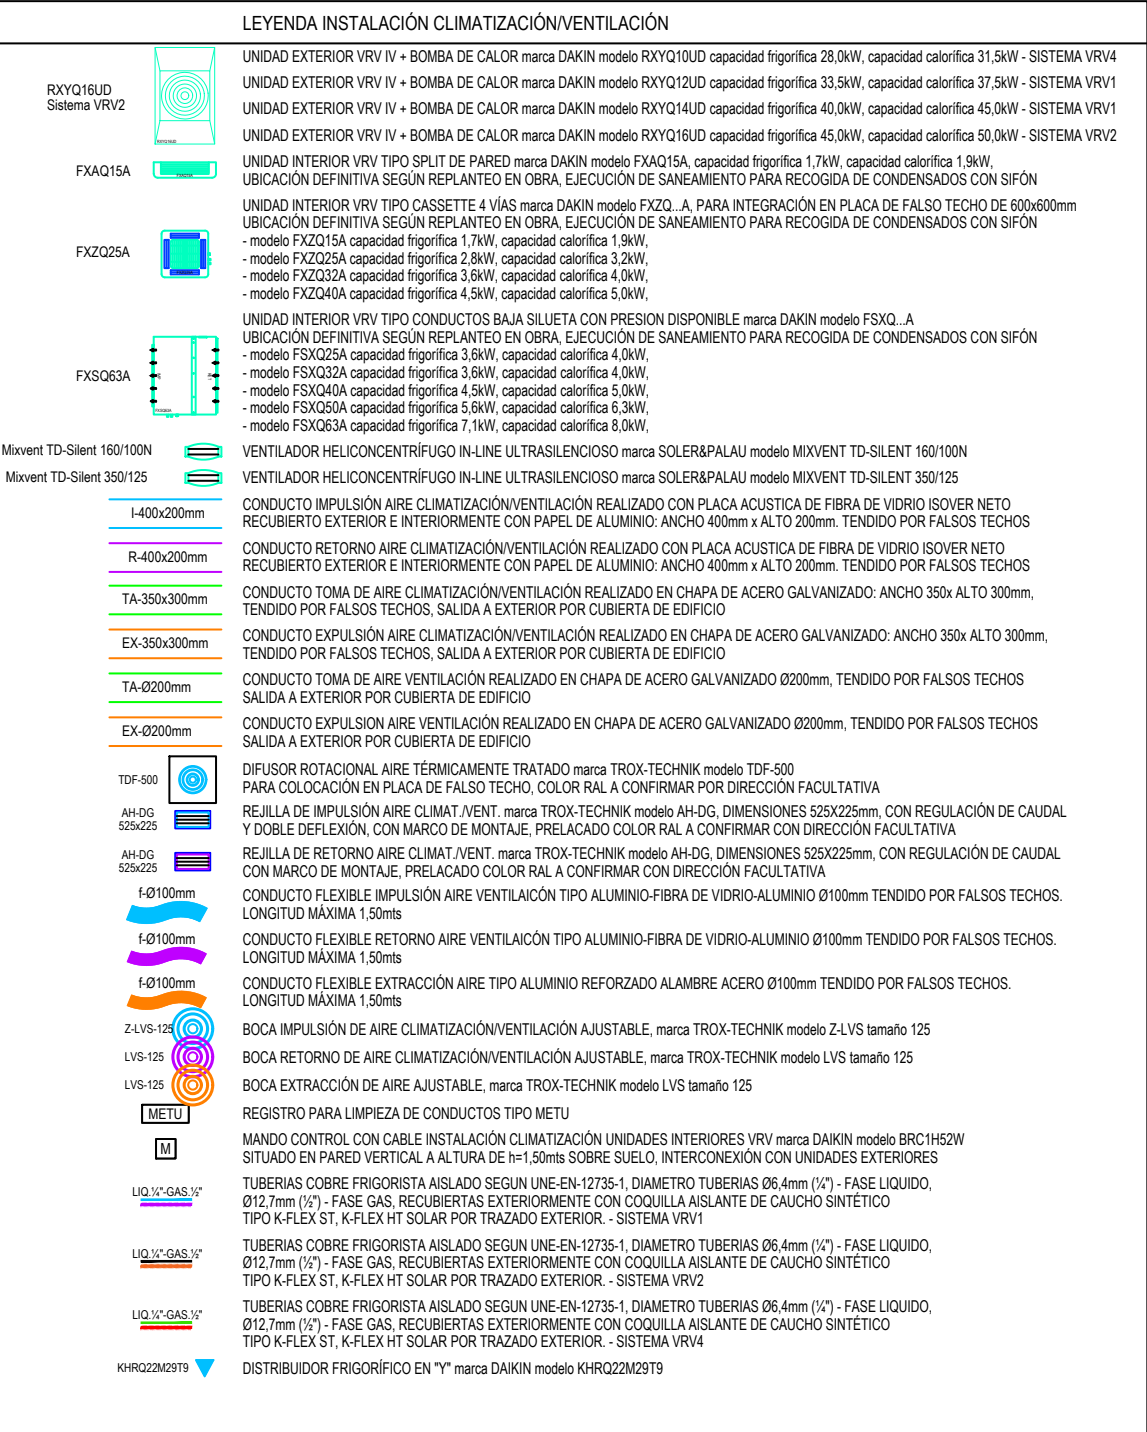 LEYENDA INSTALACIÓN CLIMATIZACIÓN/VENTILACIÓN
RXYQ16UD
Sistema VRV2
RXYQ16UD
UNIDAD EXTERIOR VRV IV + BOMBA DE CALOR marca DAKIN modelo RXYQ10UD capacidad frigorífica 28,0kW, capacidad calorífica 31,5kW - SISTEMA VRV4
UNIDAD EXTERIOR VRV IV + BOMBA DE CALOR marca DAKIN modelo RXYQ12UD capacidad frigorífica 33,5kW, capacidad calorífica 37,5kW - SISTEMA VRV1
UNIDAD EXTERIOR VRV IV + BOMBA DE CALOR marca DAKIN modelo RXYQ14UD capacidad frigorífica 40,0kW, capacidad calorífica 45,0kW - SISTEMA VRV1
UNIDAD EXTERIOR VRV IV + BOMBA DE CALOR marca DAKIN modelo RXYQ16UD capacidad frigorífica 45,0kW, capacidad calorífica 50,0kW - SISTEMA VRV2
FXAQ15A
UNIDAD INTERIOR VRV TIPO SPLIT DE PARED marca DAKIN modelo FXAQ15A, capacidad frigorífica 1,7kW, capacidad calorífica 1,9kW,
UBICACIÓN DEFINITIVA SEGÚN REPLANTEO EN OBRA, EJECUCIÓN DE SANEAMIENTO PARA RECOGIDA DE CONDENSADOS CON SIFÓN
FXZQ25A
UNIDAD INTERIOR VRV TIPO CASSETTE 4 VÍAS marca DAKIN modelo FXZQ...A, PARA INTEGRACIÓN EN PLACA DE FALSO TECHO DE 600x600mm
UBICACIÓN DEFINITIVA SEGÚN REPLANTEO EN OBRA, EJECUCIÓN DE SANEAMIENTO PARA RECOGIDA DE CONDENSADOS CON SIFÓN
- modelo FXZQ15A capacidad frigorífica 1,7kW, capacidad calorífica 1,9kW,
- modelo FXZQ25A capacidad frigorífica 2,8kW, capacidad calorífica 3,2kW,
- modelo FXZQ32A capacidad frigorífica 3,6kW, capacidad calorífica 4,0kW,
- modelo FXZQ40A capacidad frigorífica 4,5kW, capacidad calorífica 5,0kW,
FXSQ63A
UNIDAD INTERIOR VRV TIPO CONDUCTOS BAJA SILUETA CON PRESION DISPONIBLE marca DAKIN modelo FSXQ...A
UBICACIÓN DEFINITIVA SEGÚN REPLANTEO EN OBRA, EJECUCIÓN DE SANEAMIENTO PARA RECOGIDA DE CONDENSADOS CON SIFÓN
- modelo FSXQ25A capacidad frigorífica 3,6kW, capacidad calorífica 4,0kW,
- modelo FSXQ32A capacidad frigorífica 3,6kW, capacidad calorífica 4,0kW,
- modelo FSXQ40A capacidad frigorífica 4,5kW, capacidad calorífica 5,0kW,
- modelo FSXQ50A capacidad frigorífica 5,6kW, capacidad calorífica 6,3kW,
- modelo FSXQ63A capacidad frigorífica 7,1kW, capacidad calorífica 8,0kW,
Mixvent TD-Silent 160/100N
VENTILADOR HELICONCENTRÍFUGO IN-LINE ULTRASILENCIOSO marca SOLER&PALAU modelo MIXVENT TD-SILENT 160/100N
Mixvent TD-Silent 350/125
VENTILADOR HELICONCENTRÍFUGO IN-LINE ULTRASILENCIOSO marca SOLER&PALAU modelo MIXVENT TD-SILENT 350/125
I-400x200mm
CONDUCTO IMPULSIÓN AIRE CLIMATIZACIÓN/VENTILACIÓN REALIZADO CON PLACA ACUSTICA DE FIBRA DE VIDRIO ISOVER NETO
RECUBIERTO EXTERIOR E INTERIORMENTE CON PAPEL DE ALUMINIO: ANCHO 400mm x ALTO 200mm. TENDIDO POR FALSOS TECHOS
R-400x200mm
CONDUCTO RETORNO AIRE CLIMATIZACIÓN/VENTILACIÓN REALIZADO CON PLACA ACUSTICA DE FIBRA DE VIDRIO ISOVER NETO
RECUBIERTO EXTERIOR E INTERIORMENTE CON PAPEL DE ALUMINIO: ANCHO 400mm x ALTO 200mm. TENDIDO POR FALSOS TECHOS
TA-350x300mm
CONDUCTO TOMA DE AIRE CLIMATIZACIÓN/VENTILACIÓN REALIZADO EN CHAPA DE ACERO GALVANIZADO: ANCHO 350x ALTO 300mm,
TENDIDO POR FALSOS TECHOS, SALIDA A EXTERIOR POR CUBIERTA DE EDIFICIO
EX-350x300mm
CONDUCTO EXPULSIÓN AIRE CLIMATIZACIÓN/VENTILACIÓN REALIZADO EN CHAPA DE ACERO GALVANIZADO: ANCHO 350x ALTO 300mm,
TENDIDO POR FALSOS TECHOS, SALIDA A EXTERIOR POR CUBIERTA DE EDIFICIO
TA-Ø200mm
CONDUCTO TOMA DE AIRE VENTILACIÓN REALIZADO EN CHAPA DE ACERO GALVANIZADO Ø200mm, TENDIDO POR FALSOS TECHOS
SALIDA A EXTERIOR POR CUBIERTA DE EDIFICIO
EX-Ø200mm
CONDUCTO EXPULSION AIRE VENTILACIÓN REALIZADO EN CHAPA DE ACERO GALVANIZADO Ø200mm, TENDIDO POR FALSOS TECHOS
SALIDA A EXTERIOR POR CUBIERTA DE EDIFICIO
TDF-500
DIFUSOR ROTACIONAL AIRE TÉRMICAMENTE TRATADO marca TROX-TECHNIK modelo TDF-500
PARA COLOCACIÓN EN PLACA DE FALSO TECHO, COLOR RAL A CONFIRMAR POR DIRECCIÓN FACULTATIVA
AH-DG
525x225
REJILLA DE IMPULSIÓN AIRE CLIMAT./VENT. marca TROX-TECHNIK modelo AH-DG, DIMENSIONES 525X225mm, CON REGULACIÓN DE CAUDAL
Y DOBLE DEFLEXIÓN, CON MARCO DE MONTAJE, PRELACADO COLOR RAL A CONFIRMAR CON DIRECCIÓN FACULTATIVA
AH-DG
525x225
REJILLA DE RETORNO AIRE CLIMAT./VENT. marca TROX-TECHNIK modelo AH-DG, DIMENSIONES 525X225mm, CON REGULACIÓN DE CAUDAL
CON MARCO DE MONTAJE, PRELACADO COLOR RAL A CONFIRMAR CON DIRECCIÓN FACULTATIVA
f-Ø100mm
CONDUCTO FLEXIBLE IMPULSIÓN AIRE VENTILAICÓN TIPO ALUMINIO-FIBRA DE VIDRIO-ALUMINIO Ø100mm TENDIDO POR FALSOS TECHOS.
LONGITUD MÁXIMA 1,50mts
f-Ø100mm
CONDUCTO FLEXIBLE RETORNO AIRE VENTILAICÓN TIPO ALUMINIO-FIBRA DE VIDRIO-ALUMINIO Ø100mm TENDIDO POR FALSOS TECHOS.
LONGITUD MÁXIMA 1,50mts
f-Ø100mm
CONDUCTO FLEXIBLE EXTRACCIÓN AIRE TIPO ALUMINIO REFORZADO ALAMBRE ACERO Ø100mm TENDIDO POR FALSOS TECHOS.
LONGITUD MÁXIMA 1,50mts
Z-LVS-125
BOCA IMPULSIÓN DE AIRE CLIMATIZACIÓN/VENTILACIÓN AJUSTABLE, marca TROX-TECHNIK modelo Z-LVS tamaño 125
LVS-125
BOCA RETORNO DE AIRE CLIMATIZACIÓN/VENTILACIÓN AJUSTABLE, marca TROX-TECHNIK modelo LVS tamaño 125
LVS-125
BOCA EXTRACCIÓN DE AIRE AJUSTABLE, marca TROX-TECHNIK modelo LVS tamaño 125
METU
REGISTRO PARA LIMPIEZA DE CONDUCTOS TIPO METU
M
MANDO CONTROL CON CABLE INSTALACIÓN CLIMATIZACIÓN UNIDADES INTERIORES VRV marca DAIKIN modelo BRC1H52W
SITUADO EN PARED VERTICAL A ALTURA DE h=1,50mts SOBRE SUELO, INTERCONEXIÓN CON UNIDADES EXTERIORES
LIQ.¼"-GAS.½"
TUBERIAS COBRE FRIGORISTA AISLADO SEGUN UNE-EN-12735-1, DIAMETRO TUBERIAS Ø6,4mm (¼") - FASE LIQUIDO,
Ø12,7mm (½") - FASE GAS, RECUBIERTAS EXTERIORMENTE CON COQUILLA AISLANTE DE CAUCHO SINTÉTICO
TIPO K-FLEX ST, K-FLEX HT SOLAR POR TRAZADO EXTERIOR. - SISTEMA VRV1
LIQ.¼"-GAS.½"
TUBERIAS COBRE FRIGORISTA AISLADO SEGUN UNE-EN-12735-1, DIAMETRO TUBERIAS Ø6,4mm (¼") - FASE LIQUIDO,
Ø12,7mm (½") - FASE GAS, RECUBIERTAS EXTERIORMENTE CON COQUILLA AISLANTE DE CAUCHO SINTÉTICO
TIPO K-FLEX ST, K-FLEX HT SOLAR POR TRAZADO EXTERIOR. - SISTEMA VRV2
LIQ.¼"-GAS.½"
TUBERIAS COBRE FRIGORISTA AISLADO SEGUN UNE-EN-12735-1, DIAMETRO TUBERIAS Ø6,4mm (¼") - FASE LIQUIDO,
Ø12,7mm (½") - FASE GAS, RECUBIERTAS EXTERIORMENTE CON COQUILLA AISLANTE DE CAUCHO SINTÉTICO
TIPO K-FLEX ST, K-FLEX HT SOLAR POR TRAZADO EXTERIOR. - SISTEMA VRV4
KHRQ22M29T9
DISTRIBUIDOR FRIGORÍFICO EN "Y" marca DAIKIN modelo KHRQ22M29T9